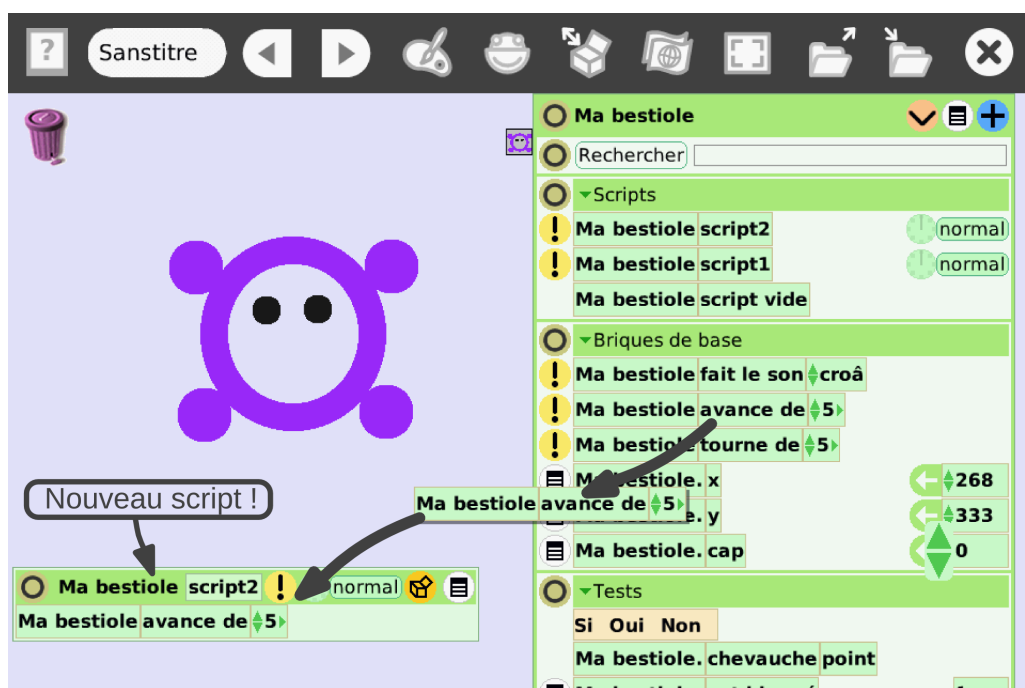 ?
Sanstitre
Ma bestiole
Rechercher
Scripts
! Ma bestiole script2 normal
! Ma bestiole script1 normal
Ma bestiole script vide
Briques de base
! Ma bestiole fait le son croâ
! Ma bestiole avance de 5
! Ma bestiole tourne de 5
Ma bestiole. x 268
Nouveau script !
Ma bestiole avance de 5
y 333
Ma bestiole. cap 0
Ma bestiole script2 ! normal
Ma bestiole avance de 5
Tests
Si Oui Non
Ma bestiole. chevauche point